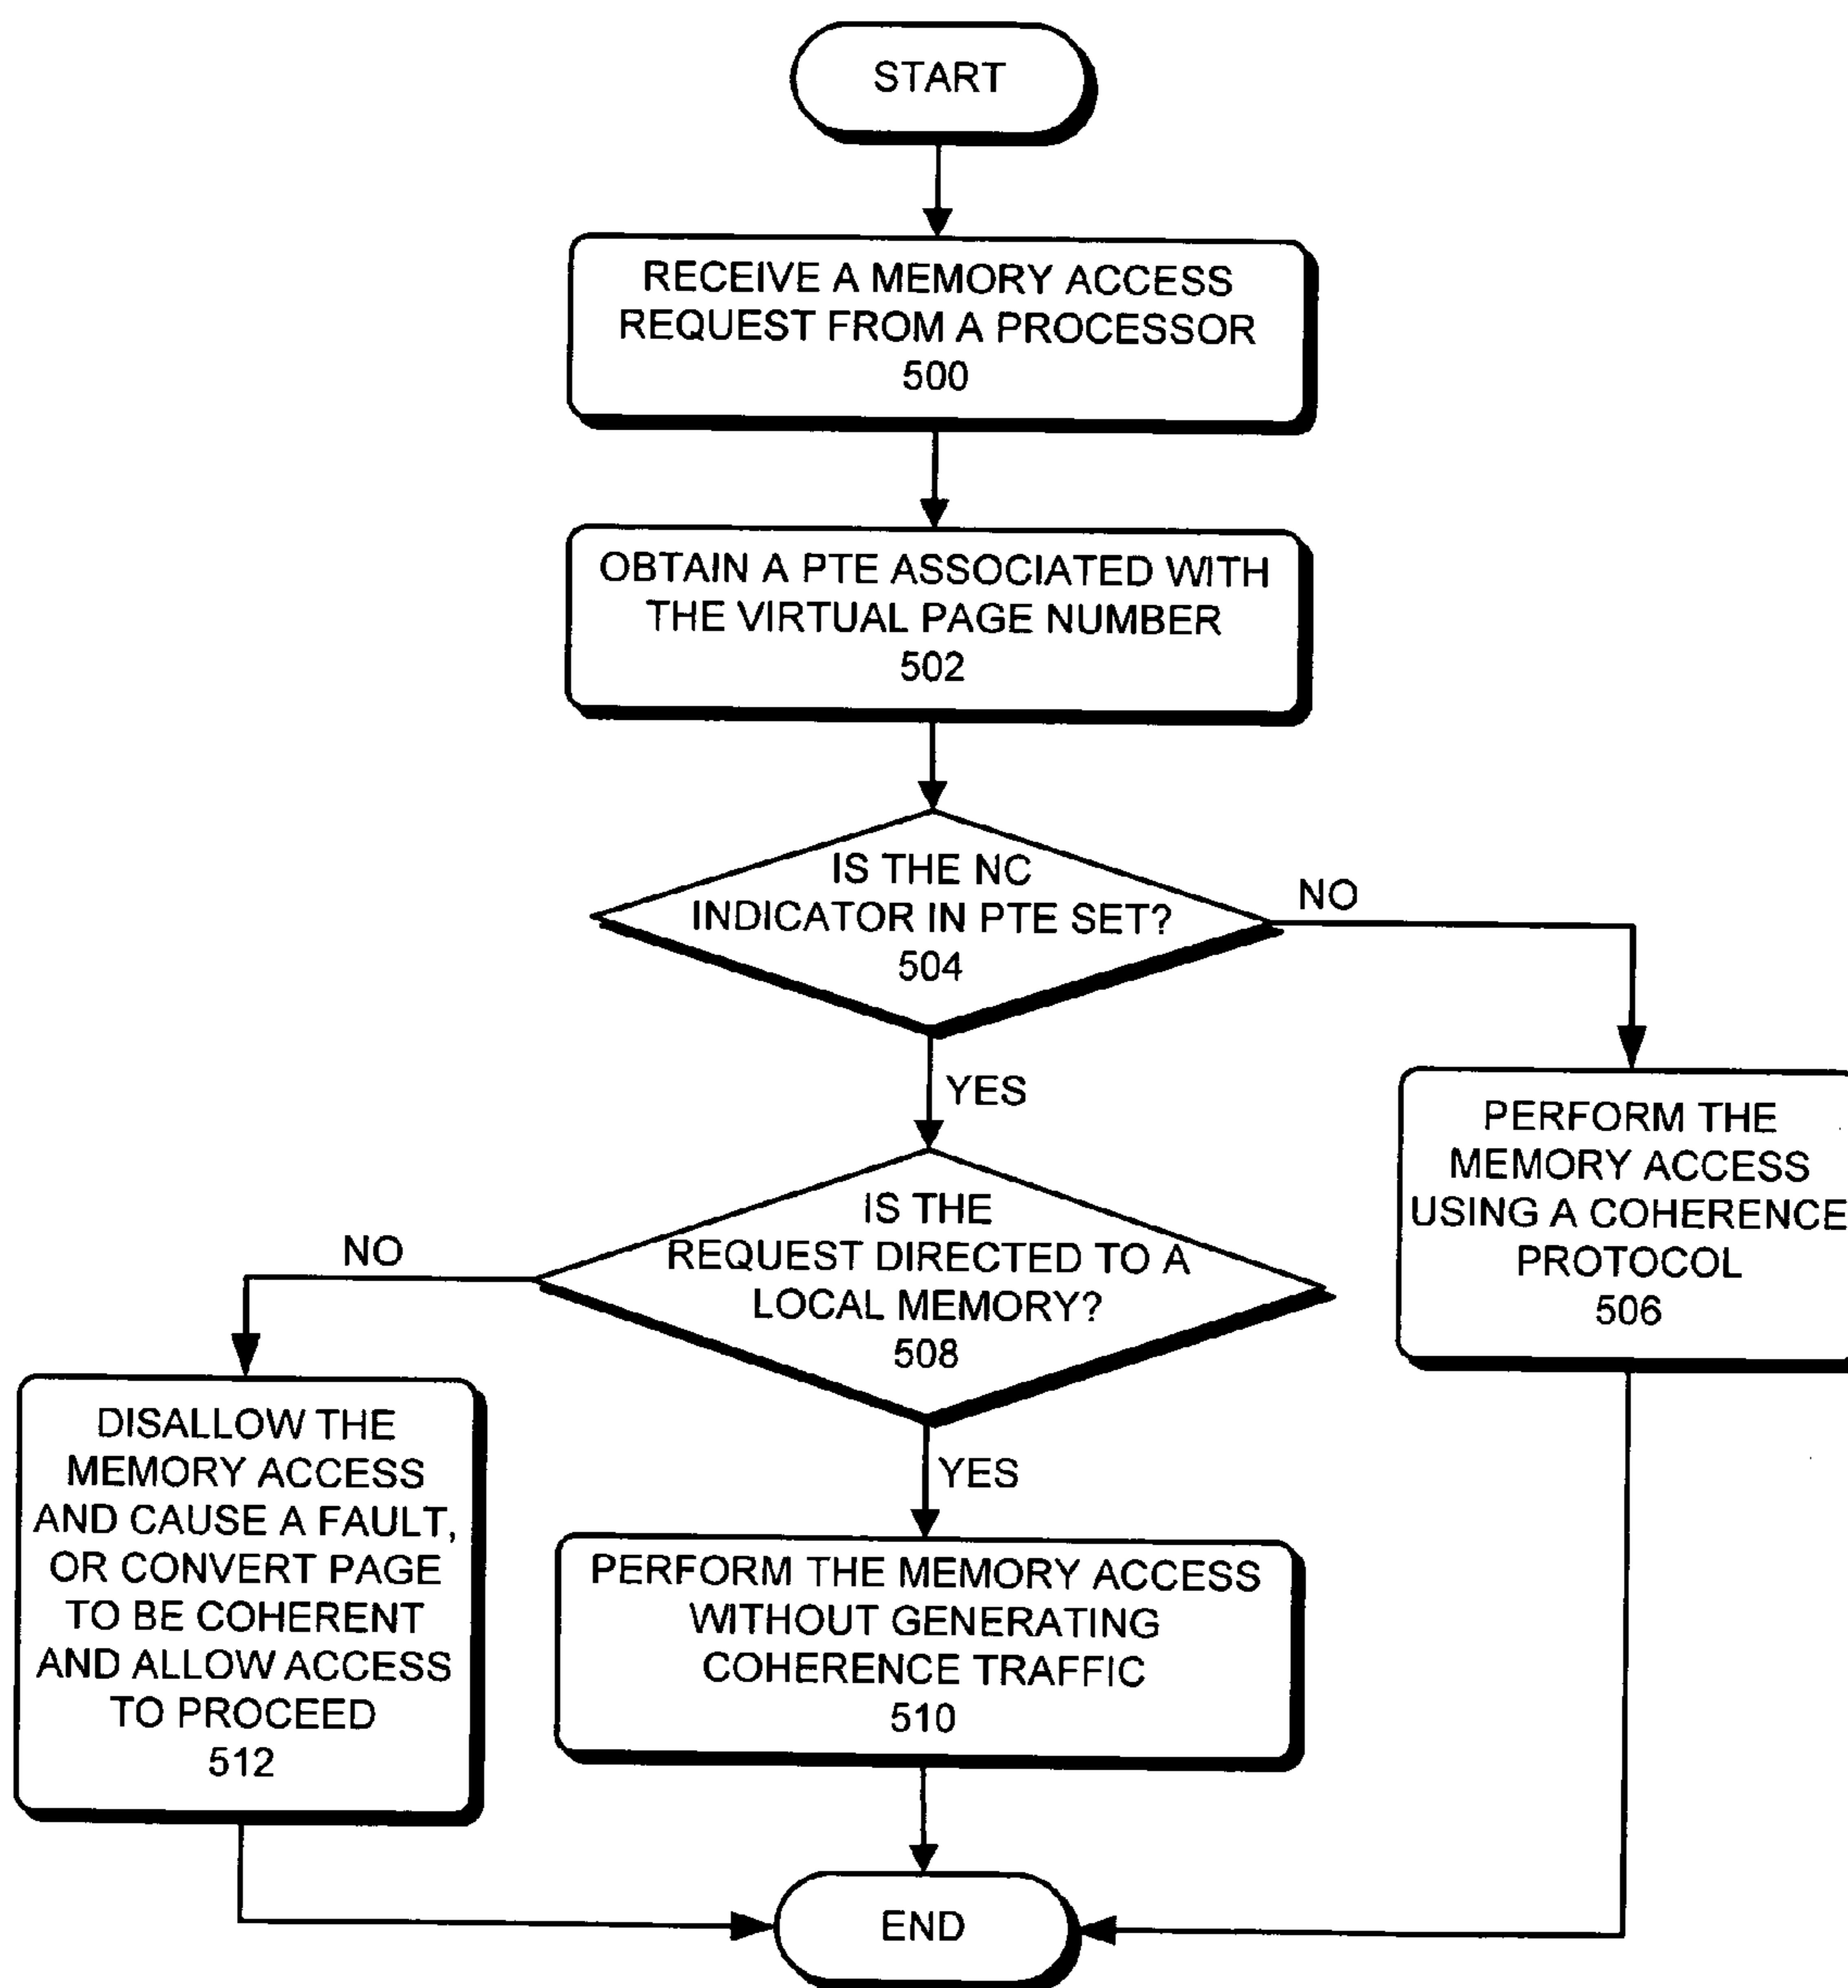 START
RECEIVE A MEMORY ACCESS
REQUEST FROM A PROCESSOR
500
OBTAIN A PTE ASSOCIATED WITH
THE VIRTUAL PAGE NUMBER
502
IS THE NC
INDICATOR IN PTE SET?
504
NO
YES
PERFORM THE
MEMORY ACCESS
USING A COHERENCE
PROTOCOL
506
IS THE
REQUEST DIRECTED TO A
LOCAL MEMORY?
508
NO
YES
DISALLOW THE
MEMORY ACCESS
AND CAUSE A FAULT,
OR CONVERT PAGE
TO BE COHERENT
AND ALLOW ACCESS
TO PROCEED
512
PERFORM THE MEMORY ACCESS
WITHOUT GENERATING
COHERENCE TRAFFIC
510
END